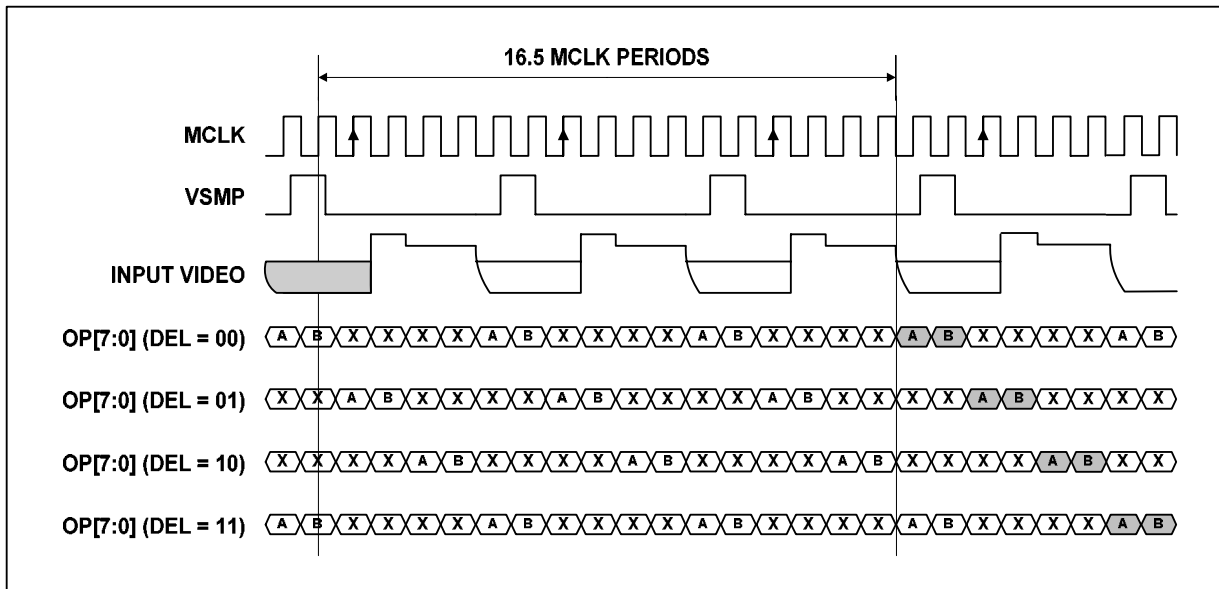 16.5 MCLK PERIODS
MCLK
VSMP
INPUT VIDEO
OP[7:0] (DEL = 00) A B X X X X A B X X X X A B X X X X A B X X X X A B
OP[7:0] (DEL = 01) X X A B X X X X A B X X X X A B X X X X A B X X X X
OP[7:0] (DEL = 10) X X X X A B X X X X A B X X X X A B X X X X A B X X
OP[7:0] (DEL = 11) A B X X X X A B X X X X A B X X X X A B X X X X A B